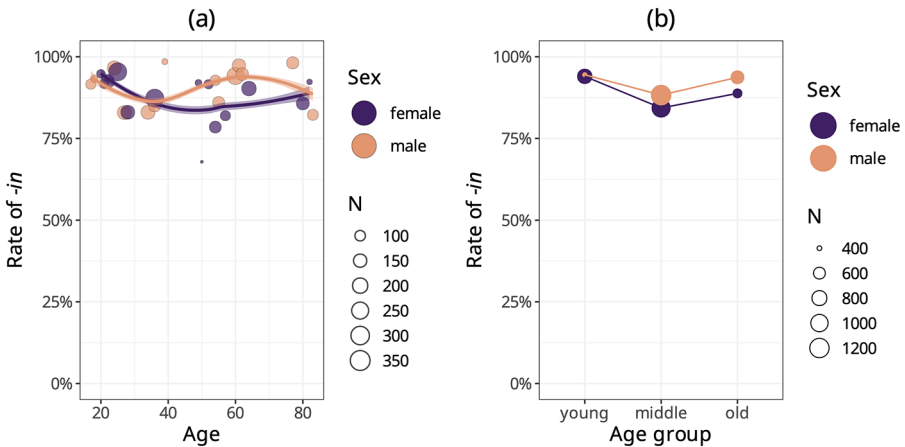 (a)
100%
75%
50%
25%
0%
Rate of -in
20 40 60 80
Age
Sex
female
male
N
100
150
200
250
300
350
(b)
100%
75%
50%
25%
0%
Rate of -in
young middle old
Age group
Sex
female
male
N
400
600
800
1000
1200